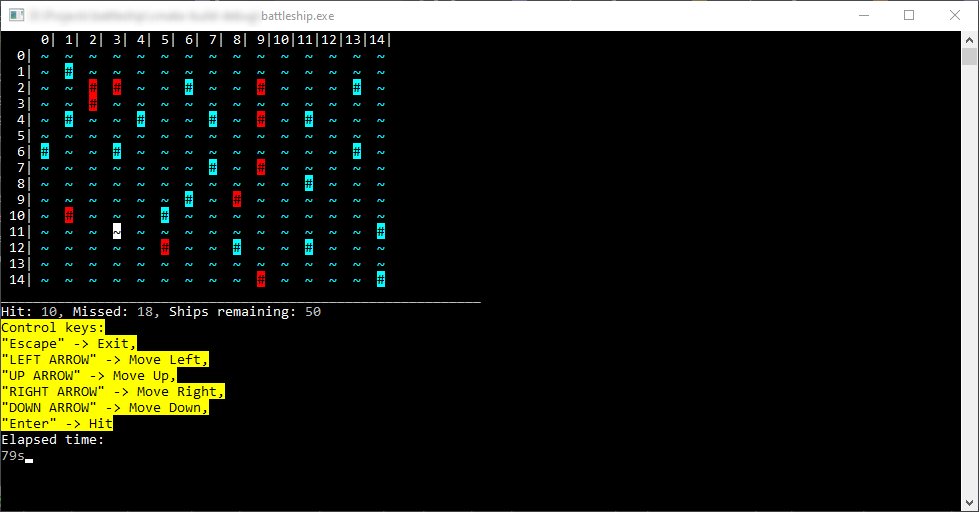 battleship.exe
0| 1| 2| 3| 4| 5| 6| 7| 8| 9|10|11|12|13|14|
0| ~ ~ ~ ~ ~ ~ ~ ~ ~ ~ ~ ~ ~ ~ ~
1| ~ # ~ ~ ~ ~ ~ ~ ~ ~ ~ ~ ~ ~ ~
2| ~ ~ # # ~ ~ # ~ ~ # ~ ~ ~ # ~
3| ~ ~ # ~ ~ ~ ~ ~ ~ ~ ~ ~ ~ ~ ~
4| ~ # ~ ~ # ~ ~ # ~ # ~ # ~ ~ ~
5| ~ ~ ~ ~ ~ ~ ~ ~ ~ ~ ~ ~ ~ ~ ~
6| # ~ ~ # ~ ~ ~ ~ ~ ~ ~ ~ ~ # ~
7| ~ ~ ~ ~ ~ ~ ~ # ~ # ~ ~ ~ ~ ~
8| ~ ~ ~ ~ ~ ~ ~ ~ ~ ~ ~ # ~ ~ ~
9| ~ ~ ~ ~ ~ ~ # ~ # ~ ~ ~ ~ ~ ~
10| ~ # ~ ~ ~ # ~ ~ ~ ~ ~ ~ ~ ~ ~
11| ~ ~ ~ ~ ~ ~ ~ ~ ~ ~ ~ ~ ~ ~ #
12| ~ ~ ~ ~ ~ # ~ ~ # ~ ~ # ~ ~ ~
13| ~ ~ ~ ~ ~ ~ ~ ~ ~ ~ ~ ~ ~ ~ ~
14| ~ ~ ~ ~ ~ ~ ~ ~ ~ # ~ ~ ~ ~ #
____________________________________________________________
Hit: 10, Missed: 18, Ships remaining: 50
Control keys:
"Escape" -> Exit,
"LEFT ARROW" -> Move Left,
"UP ARROW" -> Move Up,
"RIGHT ARROW" -> Move Right,
"DOWN ARROW" -> Move Down,
"Enter" -> Hit
Elapsed time:
79s